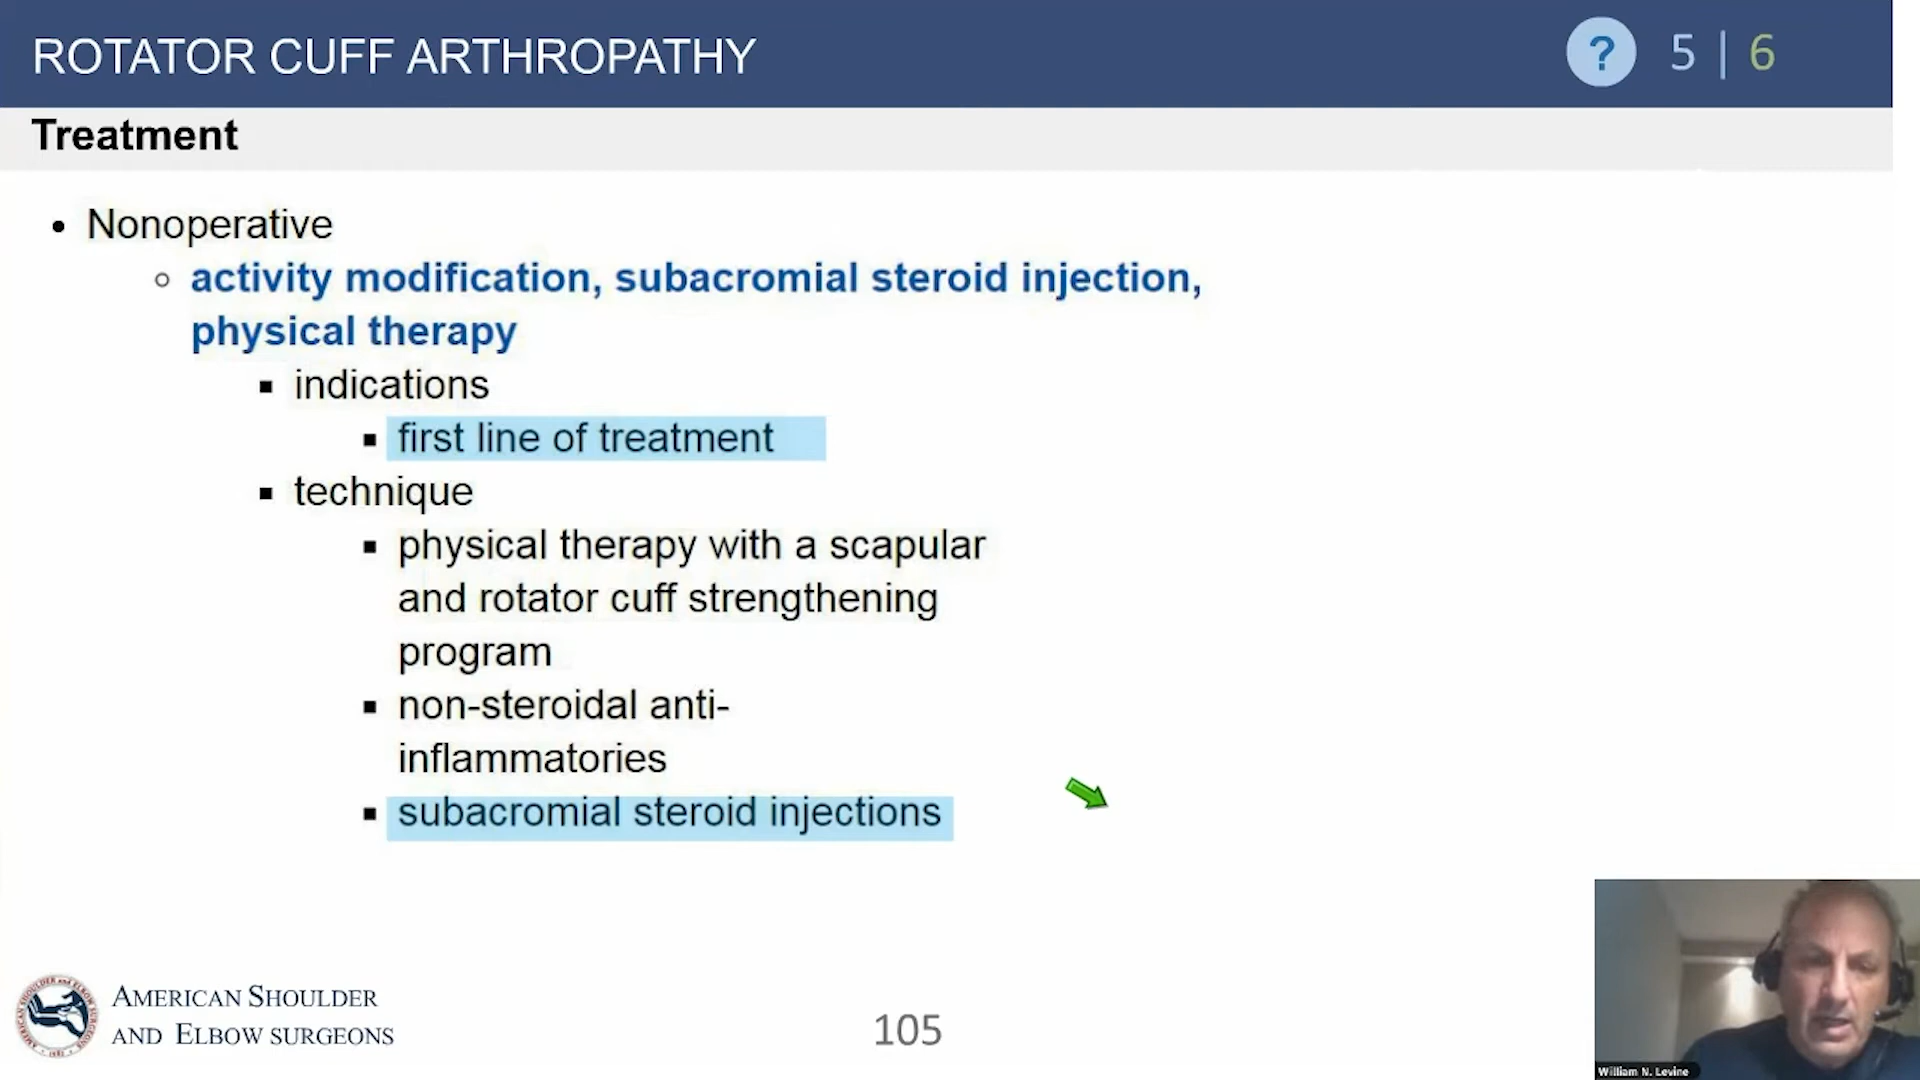 ROTATOR CUFF ARTHROPATHY
? 5 | 6
Treatment
• Nonoperative
○ activity modification, subacromial steroid injection,
physical therapy
▪ indications
▪ first line of treatment
▪ technique
▪ physical therapy with a scapular
and rotator cuff strengthening
program
▪ non-steroidal anti-
inflammatories
▪ subacromial steroid injections
AMERICAN SHOULDER
AND ELBOW SURGEONS
105
William N. Levine